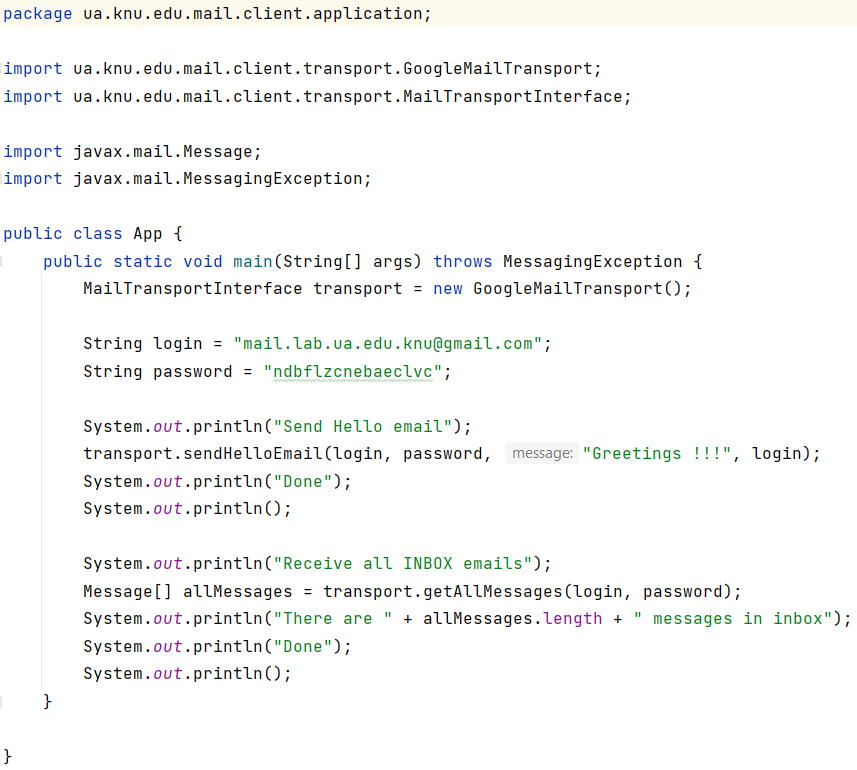 package ua.knu.edu.mail.client.application;
import ua.knu.edu.mail.client.transport.GoogleMailTransport;
import ua.knu.edu.mail.client.transport.MailTransportInterface;
import javax.mail.Message;
import javax.mail.MessagingException;
public class App {
    public static void main(String[] args) throws MessagingException {
        MailTransportInterface transport = new GoogleMailTransport();
        String login = "mail.lab.ua.edu.knu@gmail.com";
        String password = "ndbflzcnebaeclvc";
        System.out.println("Send Hello email");
        transport.sendHelloEmail(login, password, message: "Greetings !!!", login);
        System.out.println("Done");
        System.out.println();
        System.out.println("Receive all INBOX emails");
        Message[] allMessages = transport.getAllMessages(login, password);
        System.out.println("There are " + allMessages.length + " messages in inbox");
        System.out.println("Done");
        System.out.println();
    }
}